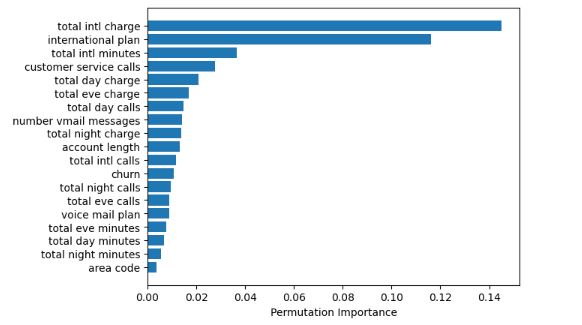 total intl charge
international plan
total intl minutes
customer service calls
total day charge
total eve charge
total day calls
number vmail messages
total night charge
account length
total intl calls
churn
total night calls
total eve calls
voice mail plan
total eve minutes
total day minutes
total night minutes
area code
0.00 0.02 0.04 0.06 0.08 0.10 0.12 0.14
Permutation Importance